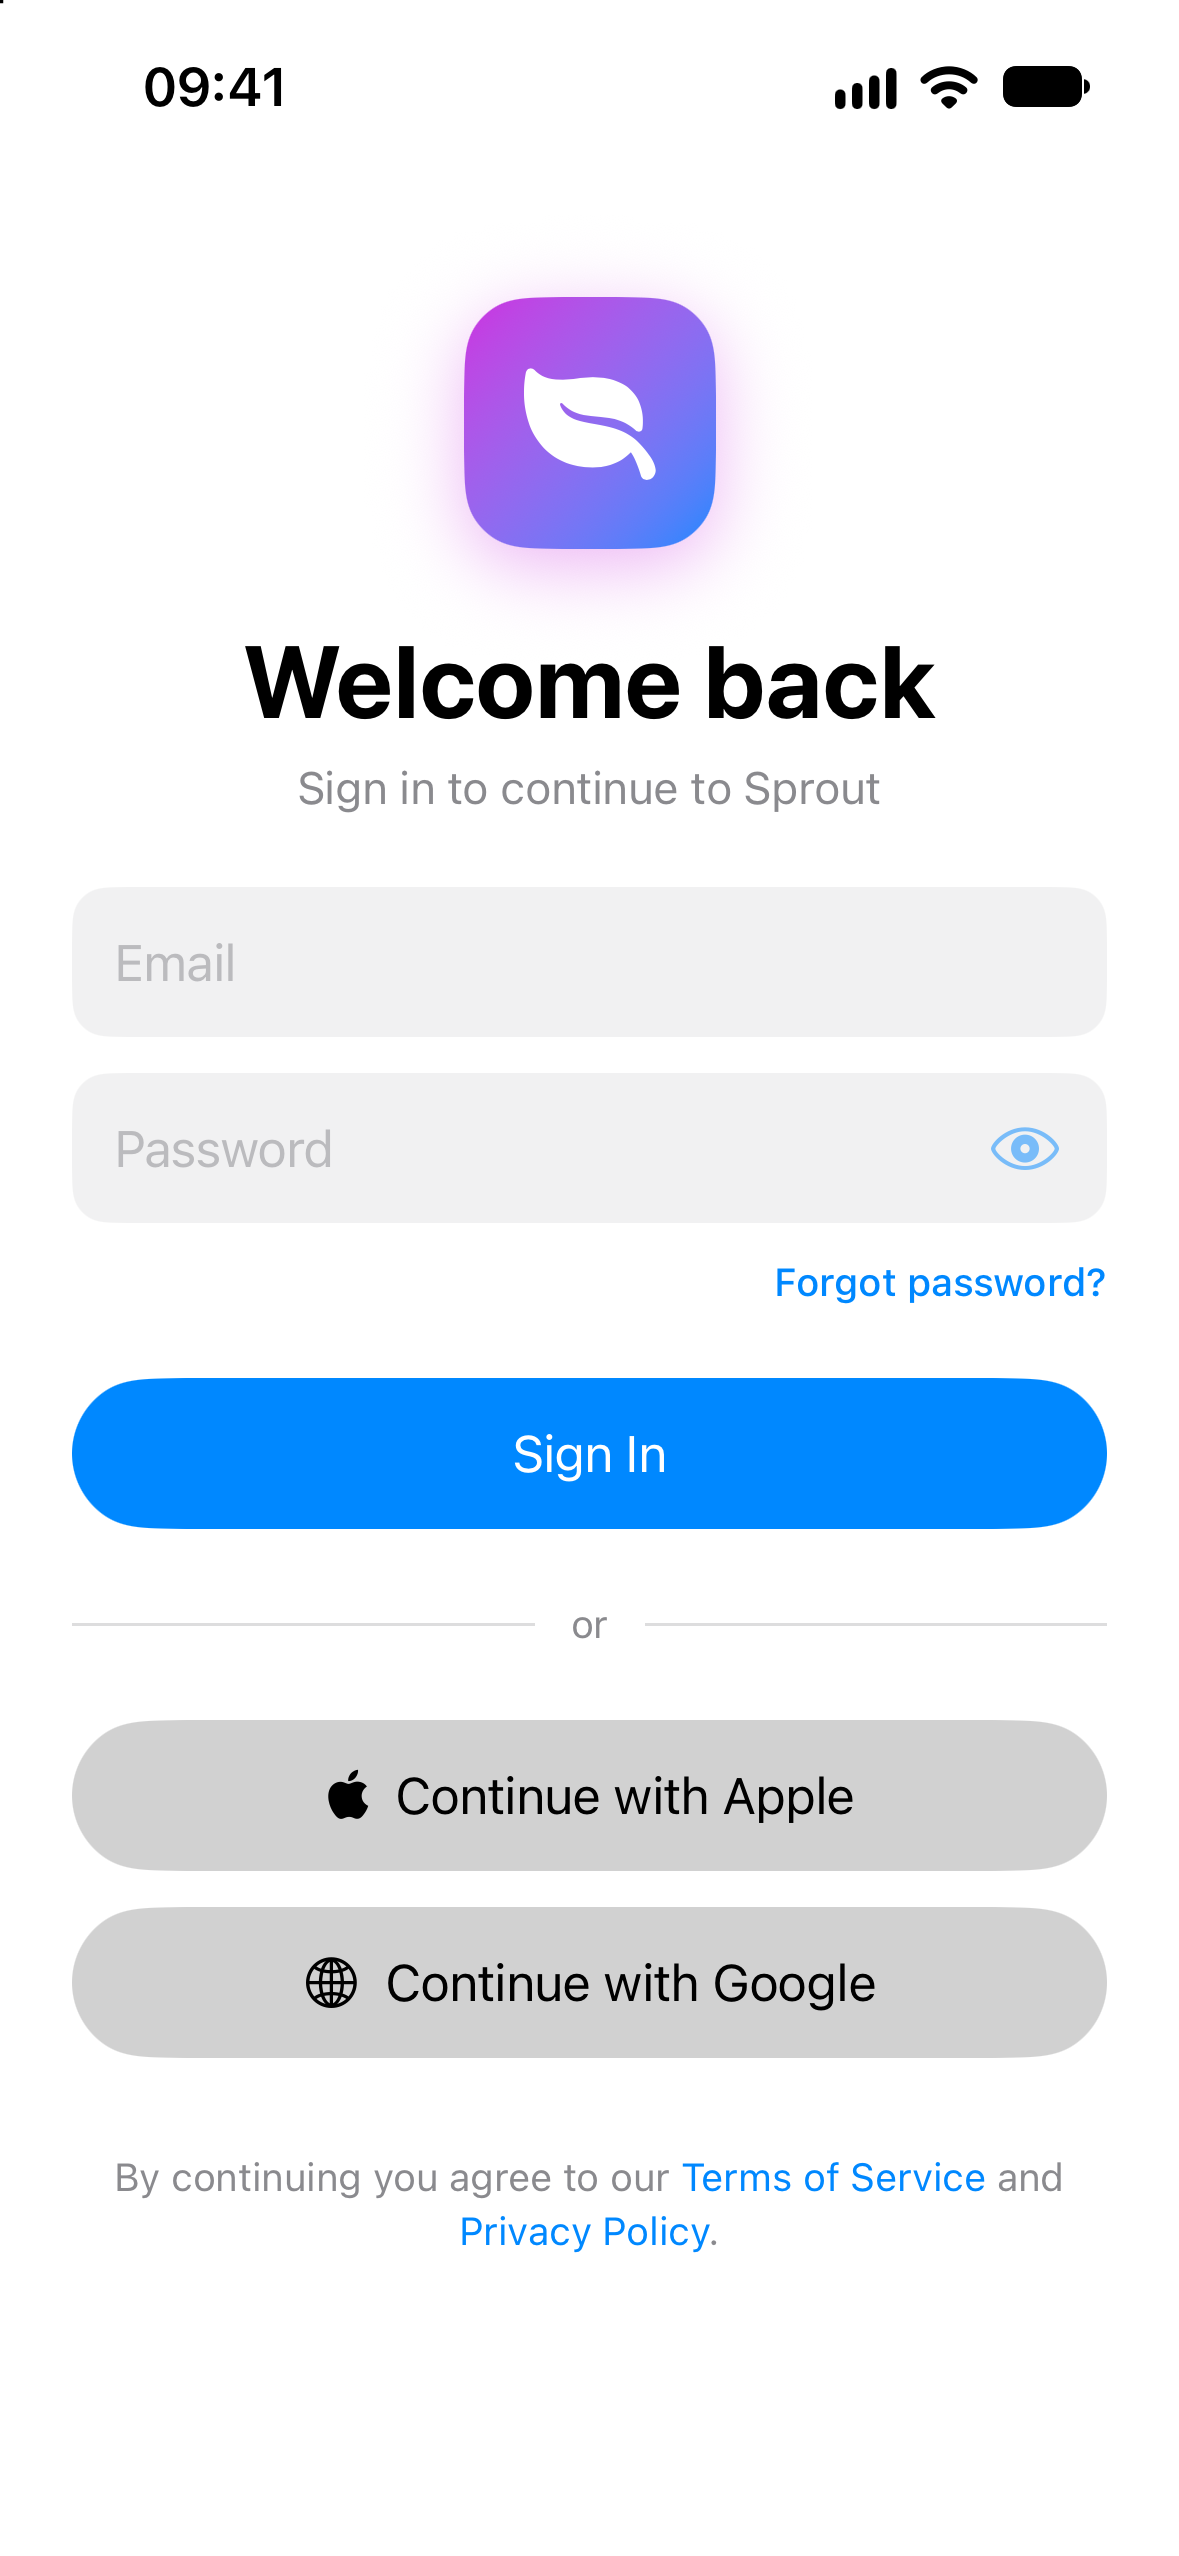 09:41
Welcome back
Sign in to continue to Sprout
Email
Password
Forgot password?
Sign In
or
Continue with Apple
Continue with Google
By continuing you agree to our Terms of Service and
Privacy Policy.